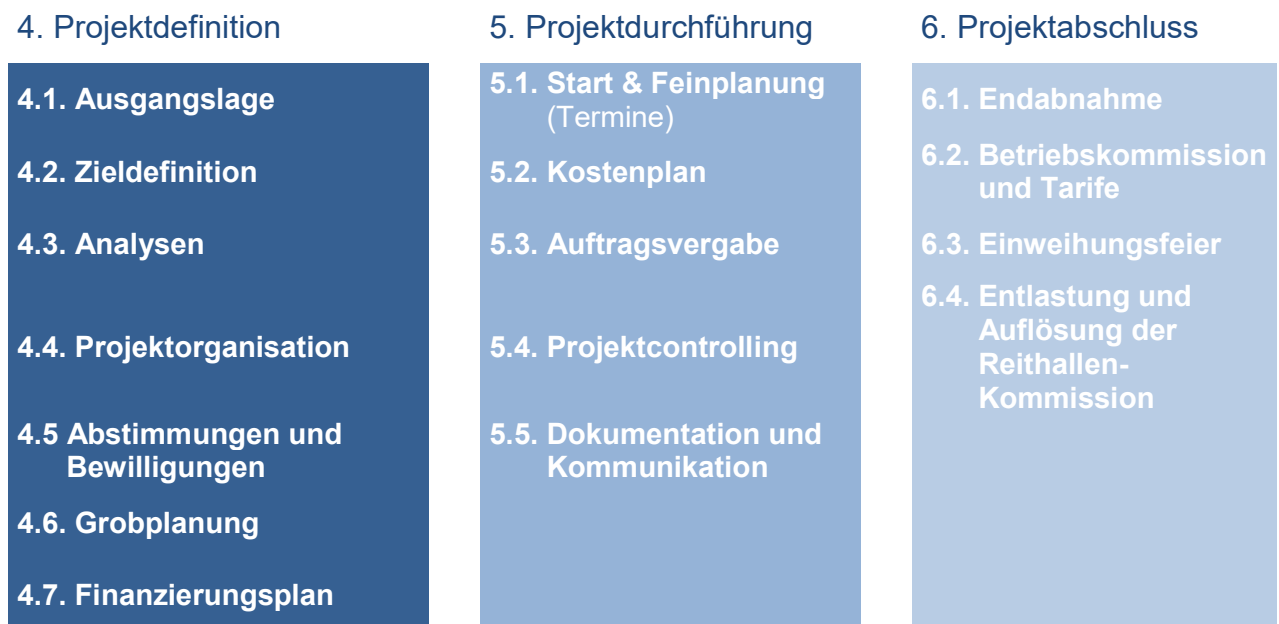 4. Projektdefinition
4.1. Ausgangslage
4.2. Zieldefinition
4.3. Analysen
4.4. Projektorganisation
4.5 Abstimmungen und
Bewilligungen
4.6. Grobplanung
4.7. Finanzierungsplan
5. Projektdurchführung
5.1. Start & Feinplanung
(Termine)
5.2. Kostenplan
5.3. Auftragsvergabe
5.4. Projektcontrolling
5.5. Dokumentation und
Kommunikation
6. Projektabschluss
6.1. Endabnahme
6.2. Betriebskommission
und Tarife
6.3. Einweihungsfeier
6.4. Entlastung und
Auflösung der
Reithallen-
Kommission